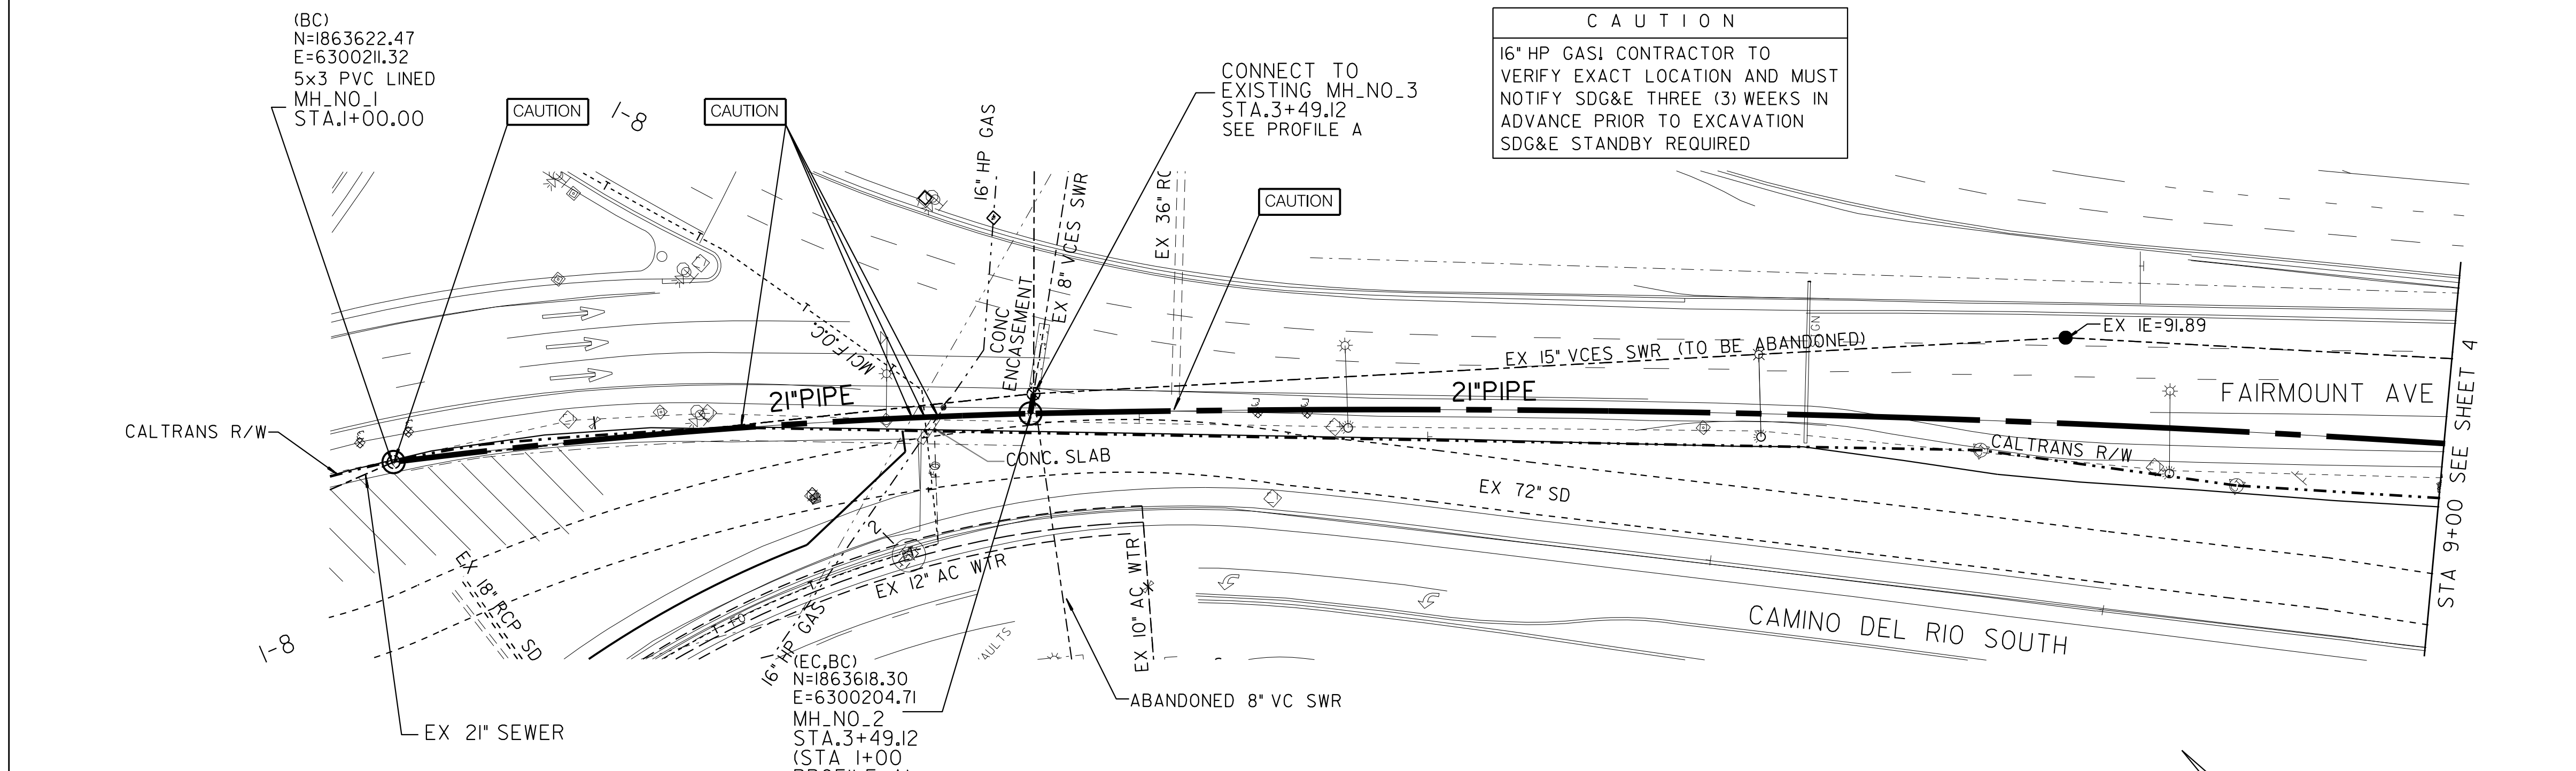 (BC)
N=1863622.47
E=6300211.32
5x3 PVC LINED
MH_NO_1
STA.1+00.00
CAUTION
I-8
CAUTION
16" HP GAS
CONNECT TO
EXISTING MH_NO_3
STA.3+49.12
SEE PROFILE A
CAUTION
16" HP GAS! CONTRACTOR TO
VERIFY EXACT LOCATION AND MUST
NOTIFY SDG&E THREE (3) WEEKS IN
ADVANCE PRIOR TO EXCAVATION
SDG&E STANDBY REQUIRED
CAUTION
EX 8" VCES SWR
EX 36" RC
CONC
ENCASEMENT
MCI F.O.C.
EX 15" VCES SWR (TO BE ABANDONED)
EX IE=91.89
21"PIPE
21"PIPE
FAIRMOUNT AVE
CALTRANS R/W
CALTRANS R/W
CONC. SLAB
EX 72" SD
STA 9+00 SEE SHEET 4
2
EX 12" AC WTR
EX 10" AC WTR
EX 18" RCP SD
I-8
16" HP GAS
AULTS
CAMINO DEL RIO SOUTH
EX 21" SEWER
(EC,BC)
N=1863618.30
E=6300204.71
MH_NO_2
STA.3+49.12
(STA 1+00
ABANDONED 8" VC SWR